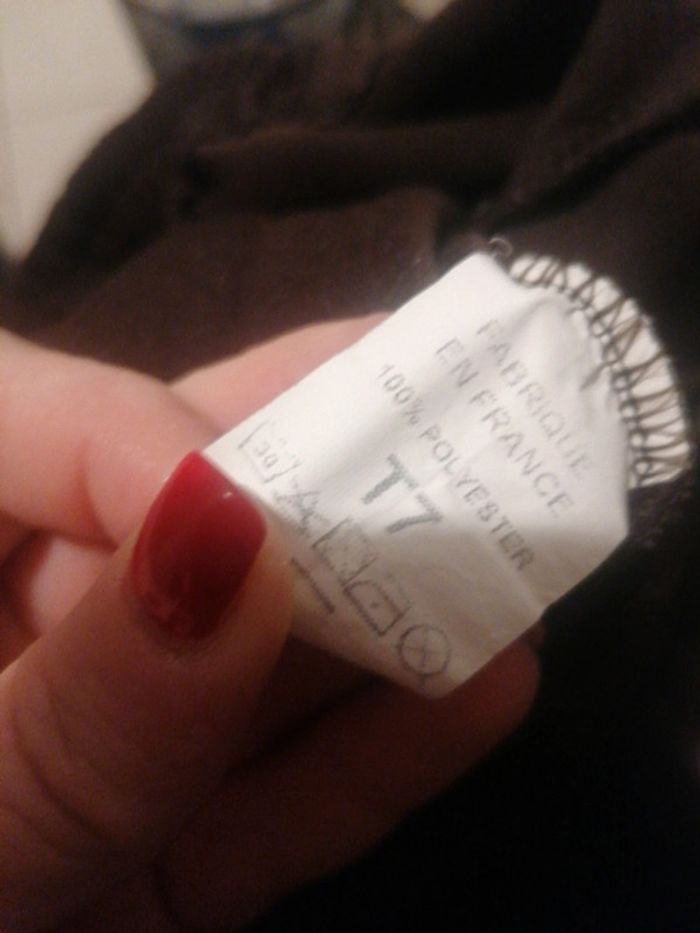 FABRIQUE
EN FRANCE
100% POLYESTER
T7
30